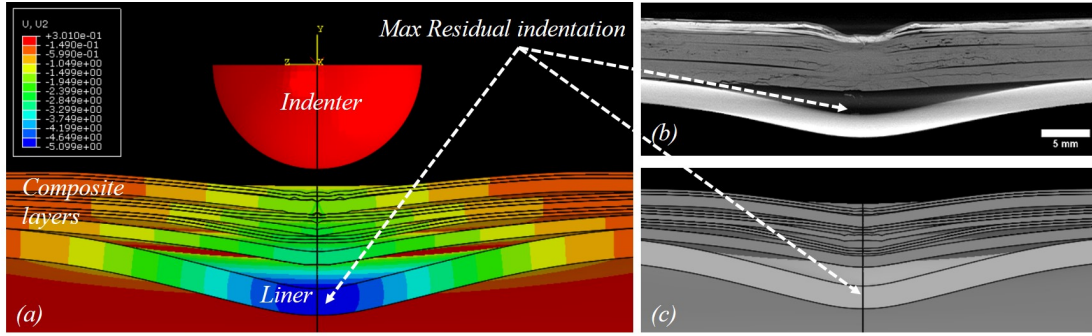 U, U2
+3.010e-01
-1.490e-01
-5.990e-01
-1.049e+00
-1.499e+00
-1.949e+00
-2.399e+00
-2.849e+00
-3.299e+00
-3.749e+00
-4.199e+00
-4.649e+00
-5.099e+00
Y
Z
X
Max Residual indentation
Indenter
Composite
layers
Liner
(a)
(b)
5 mm
(c)